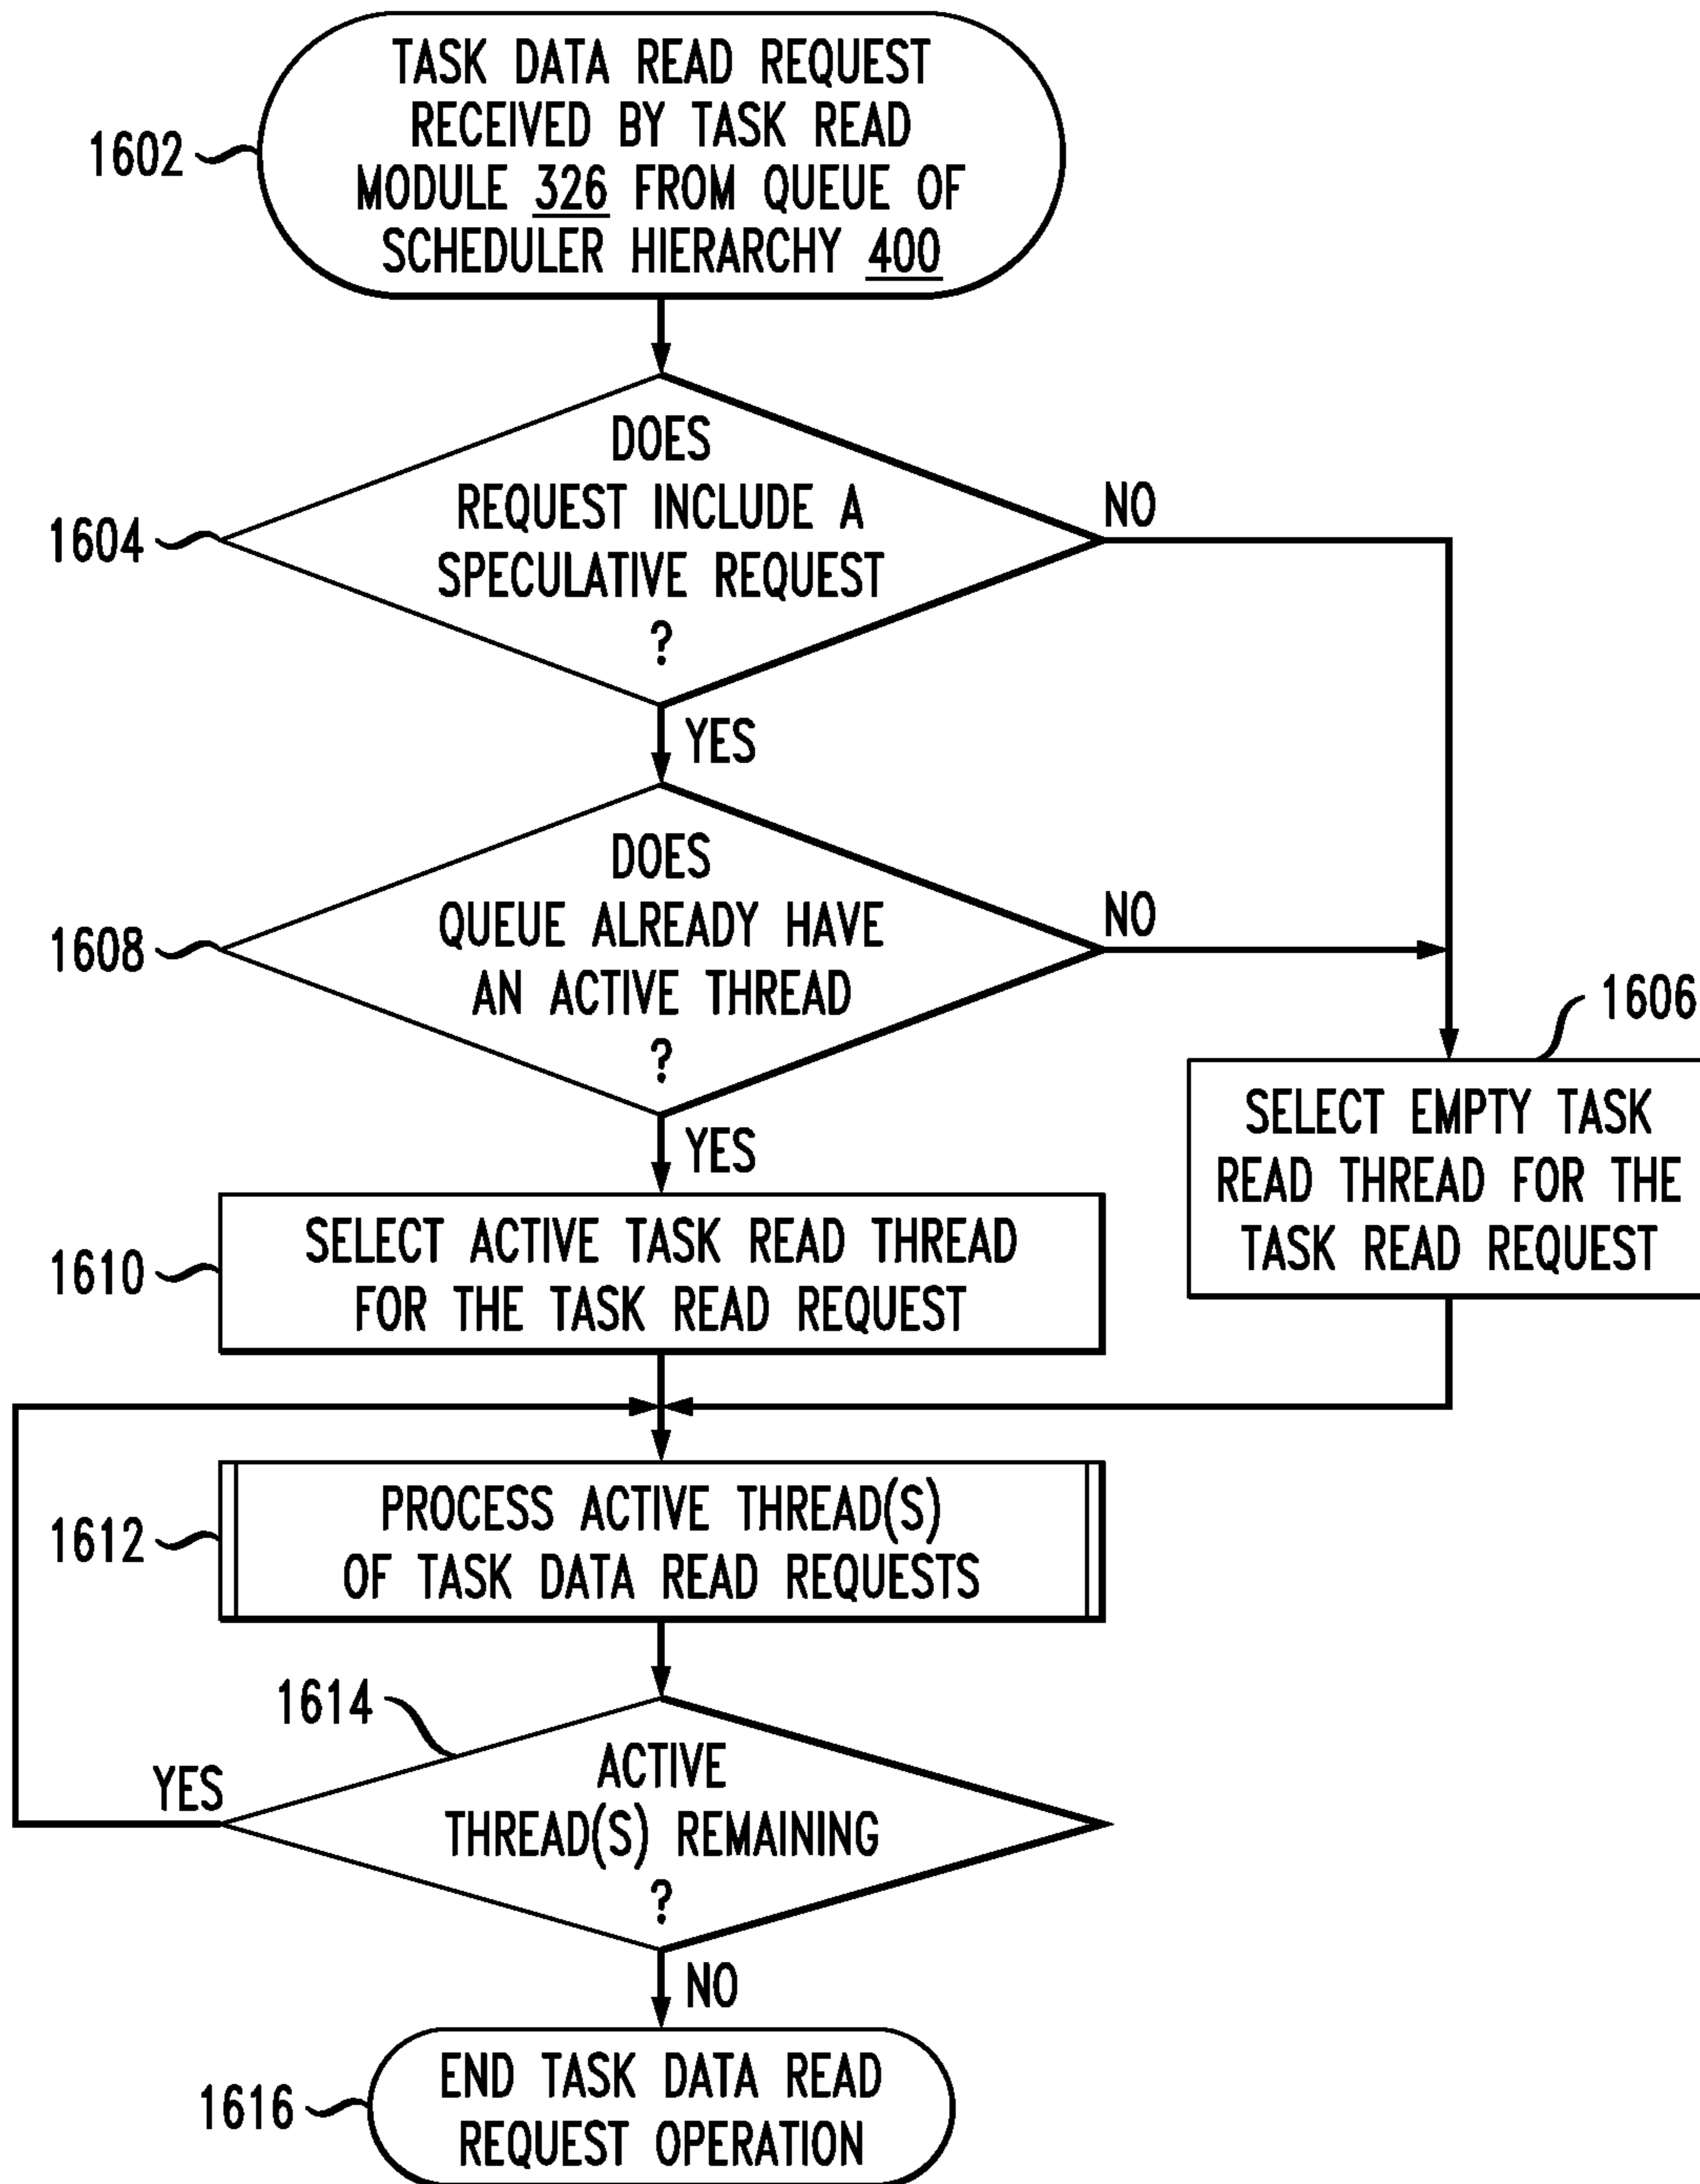 TASK DATA READ REQUEST
RECEIVED BY TASK READ
MODULE 326 FROM QUEUE OF
SCHEDULER HIERARCHY 400
1602
DOES
REQUEST INCLUDE A
SPECULATIVE REQUEST
?
1604
NO
YES
DOES
QUEUE ALREADY HAVE
AN ACTIVE THREAD
?
1608
NO
YES
1606
SELECT EMPTY TASK
READ THREAD FOR THE
TASK READ REQUEST
SELECT ACTIVE TASK READ THREAD
FOR THE TASK READ REQUEST
1610
PROCESS ACTIVE THREAD(S)
OF TASK DATA READ REQUESTS
1612
1614
ACTIVE
THREAD(S) REMAINING
?
YES
NO
END TASK DATA READ
REQUEST OPERATION
1616